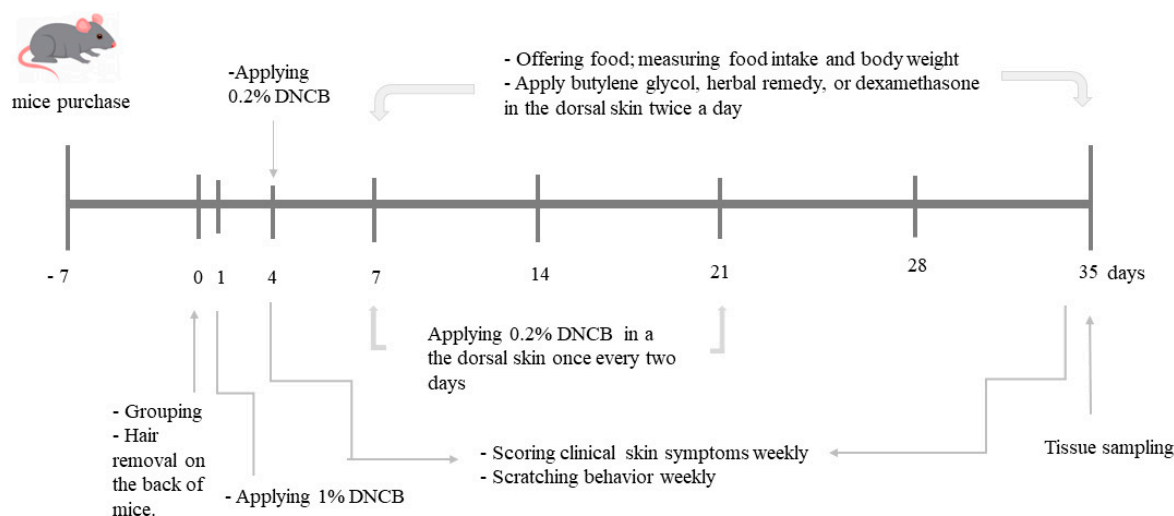 mice purchase
-Applying
0.2% DNCB
- Offering food; measuring food intake and body weight
- Apply butylene glycol, herbal remedy, or dexamethasone
in the dorsal skin twice a day
- 7
0
1
4
7
14
21
28
35 days
Applying 0.2% DNCB in a
the dorsal skin once every two
days
- Grouping
- Hair
removal on
the back of
mice.
- Applying 1% DNCB
- Scoring clinical skin symptoms weekly
- Scratching behavior weekly
Tissue sampling